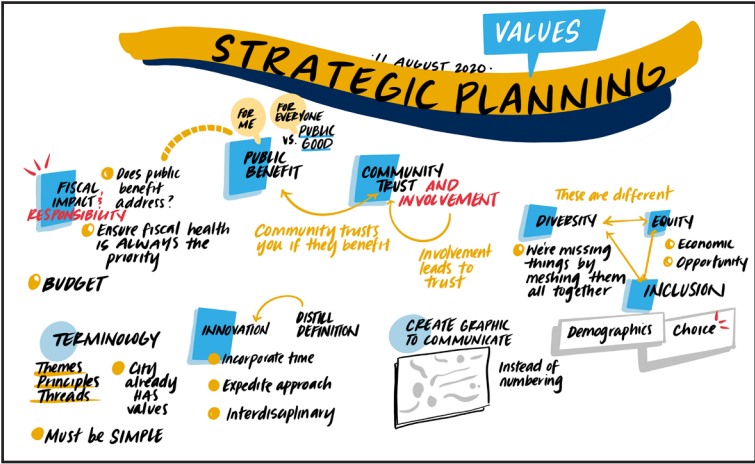 VALUES
·11 AUGUST 2020·
STRATEGIC PLANNING
FOR
ME
FOR
EVERYONE
VS. PUBLIC
GOOD
PUBLIC
BENEFIT
FISCAL
IMPACT &
RESPONSIBILITY
Does public
benefit
address?
Ensure fiscal health
is ALWAYS the
priority
BUDGET
COMMUNITY
TRUST AND
INVOLVEMENT
Community trusts
you if they benefit
Involvement
leads to
trust
These are different
DIVERSITY
EQUITY
We're missing
things by
meshing them
all together
Economic
Opportunity
INCLUSION
Demographics
Choice
TERMINOLOGY
Themes
Principles
Threads
City
already
HAS
values
Must be SIMPLE
INNOVATION
DISTILL
DEFINITION
Incorporate time
Expedite approach
Interdisciplinary
CREATE GRAPHIC
TO COMMUNICATE
Instead of
numbering